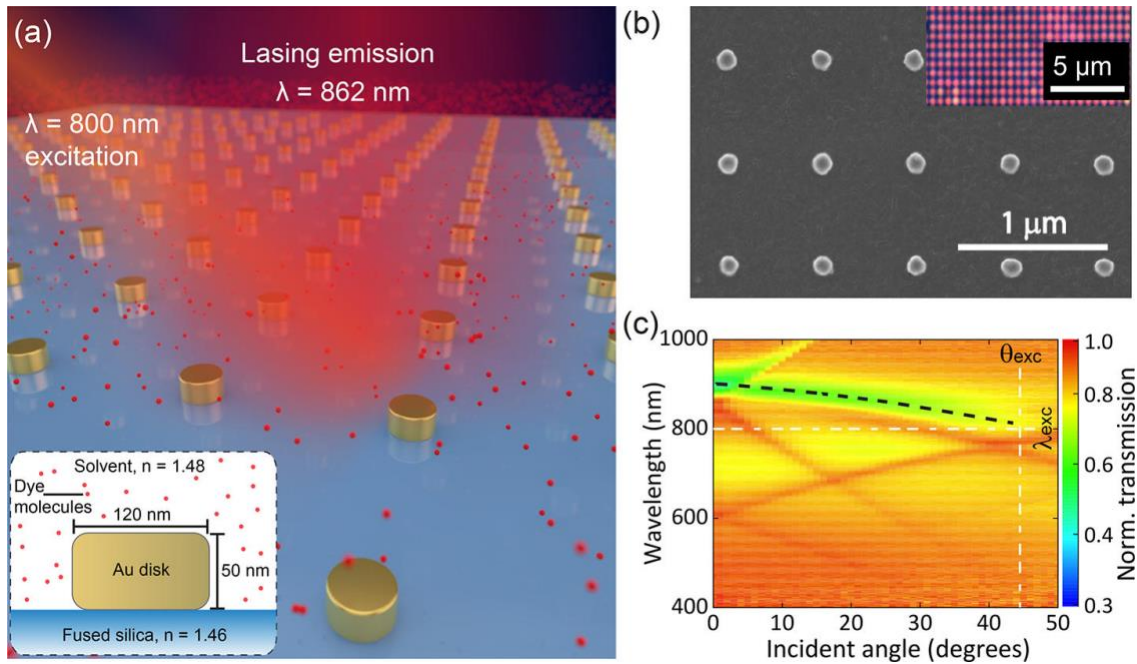 (a)
Lasing emission
λ = 862 nm
λ = 800 nm
excitation
Solvent, n = 1.48
Dye
molecules
120 nm
Au disk
50 nm
Fused silica, n = 1.46
(b)
5 μm
1 μm
(c)
1000
800
600
400
Wavelength (nm)
θexc
λexc
0
10
20
30
40
50
Incident angle (degrees)
1.0
0.8
0.6
0.4
0.3
Norm. transmission